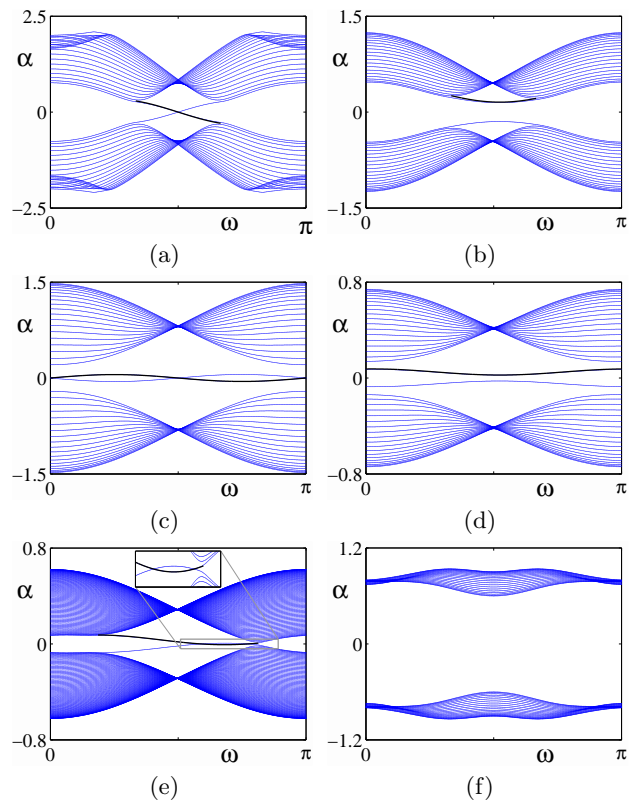 2.5 1.5
α α
0 0
−2.5 −1.5
0 ω π 0 ω π
(a) (b)
1.5 0.8
α α
0 0
−1.5 −0.8
0 ω π 0 ω π
(c) (d)
0.8 1.2
α α
0 0
−0.8 −1.2
0 ω π 0 ω π
(e) (f)